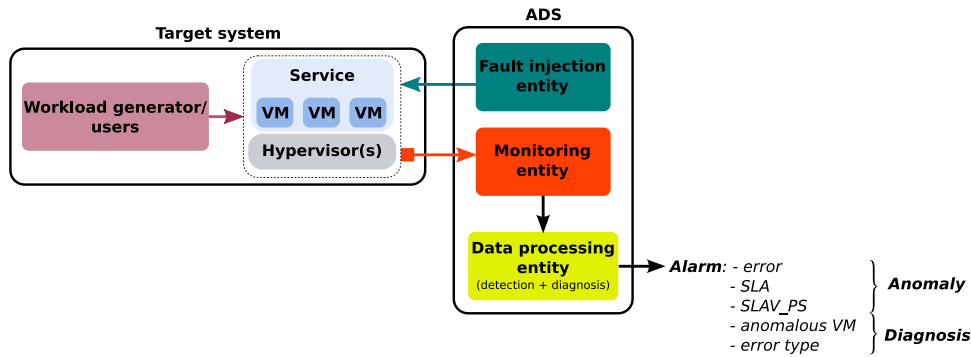 ADS
Target system
Workload generator/
users
Service
VM VM VM
Hypervisor(s)
Fault injection
entity
Monitoring
entity
Data processing
entity
(detection + diagnosis)
Alarm: - error
- SLA
- SLAV_PS
- anomalous VM
- error type
Anomaly
Diagnosis